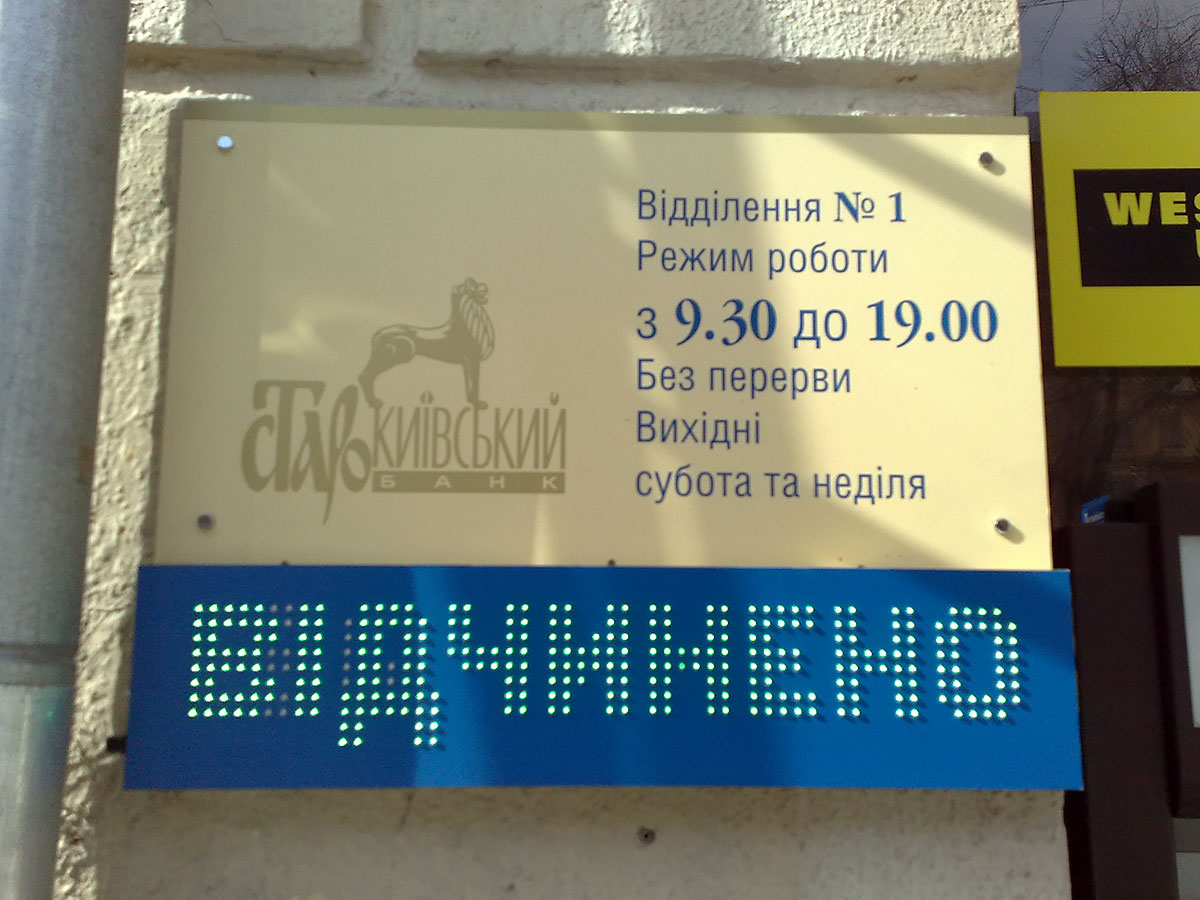 Відділення № 1
Режим роботи
з 9.30 до 19.00
Без перерви
Вихідні
субота та неділя
СТАРОКИЇВСЬКИЙ
БАНК
ВІДЧИНЕНО